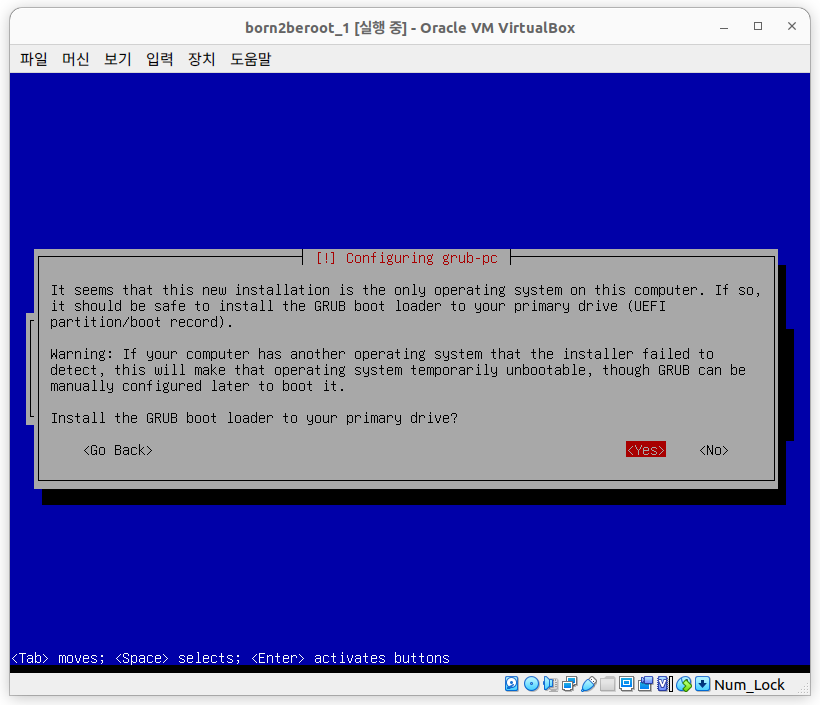 born2beroot_1 [실행 중] - Oracle VM VirtualBox
파일 머신 보기 입력 장치 도움말
[!] Configuring grub-pc
It seems that this new installation is the only operating system on this computer. If so,
it should be safe to install the GRUB boot loader to your primary drive (UEFI
partition/boot record).
Warning: If your computer has another operating system that the installer failed to
detect, this will make that operating system temporarily unbootable, though GRUB can be
manually configured later to boot it.
Install the GRUB boot loader to your primary drive?
<Go Back> <Yes> <No>
<Tab> moves; <Space> selects; <Enter> activates buttons
Num_Lock